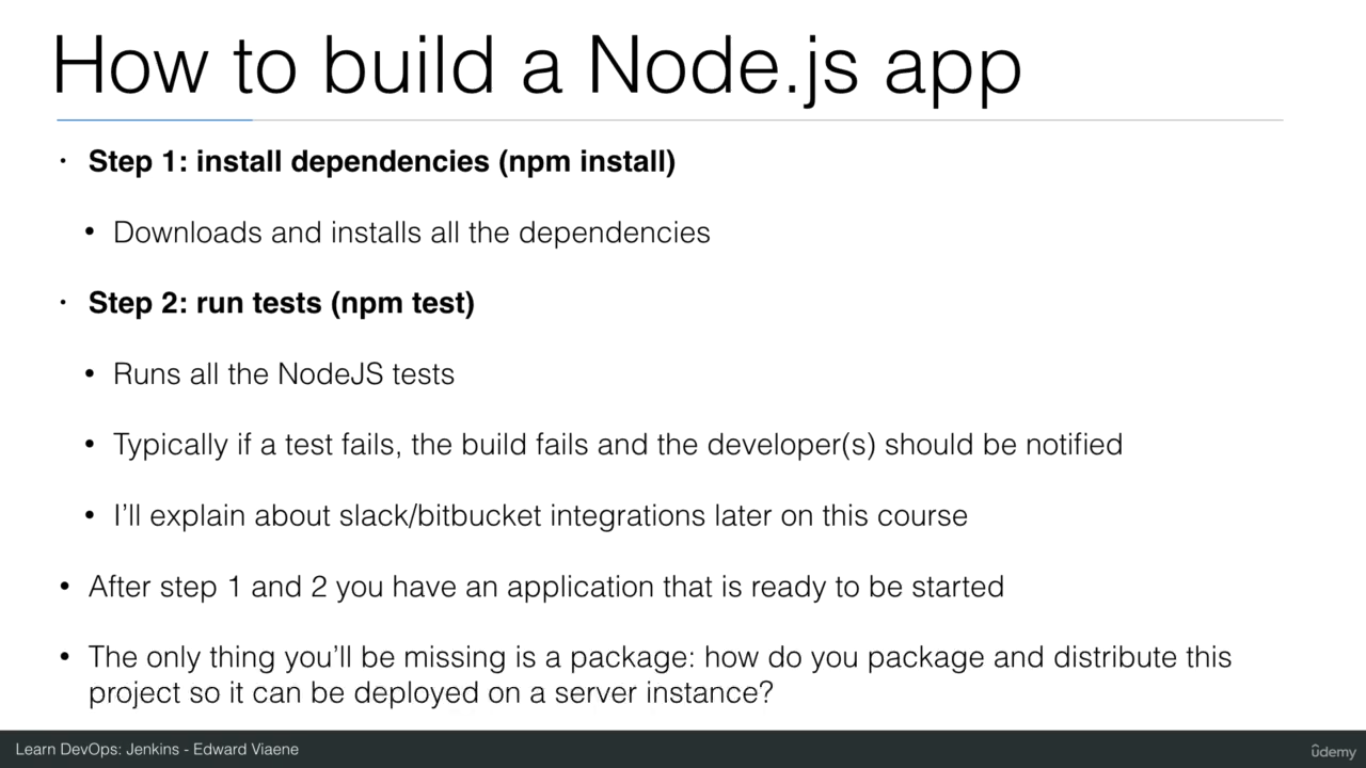 How to build a Node.js app
• Step 1: install dependencies (npm install)
• Downloads and installs all the dependencies
• Step 2: run tests (npm test)
• Runs all the NodeJS tests
• Typically if a test fails, the build fails and the developer(s) should be notified
• I’ll explain about slack/bitbucket integrations later on this course
• After step 1 and 2 you have an application that is ready to be started
• The only thing you’ll be missing is a package: how do you package and distribute this
project so it can be deployed on a server instance?
Learn DevOps: Jenkins - Edward Viaene
ûdemy